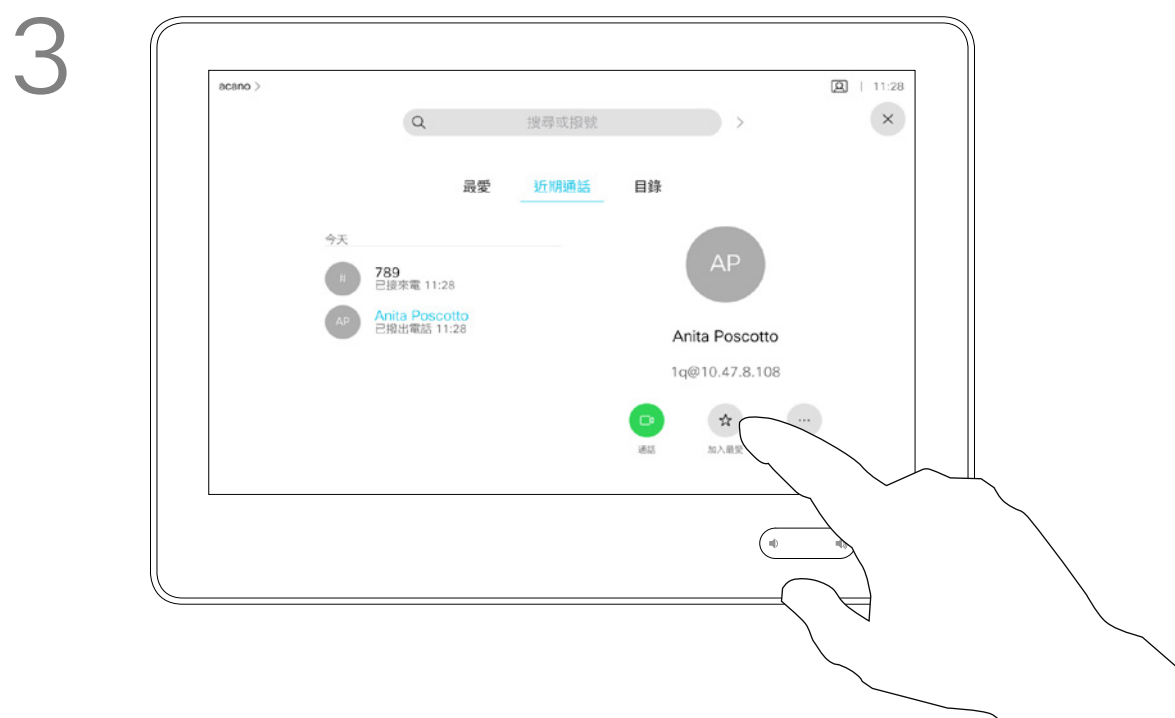 3
acano >
11:28
搜尋或撥號
最愛
近期通話
目錄
今天
#
789
已接來電 11:28
AP
Anita Poscotto
已撥出電話 11:28
AP
Anita Poscotto
1q@10.47.8.108
通話
加入最愛